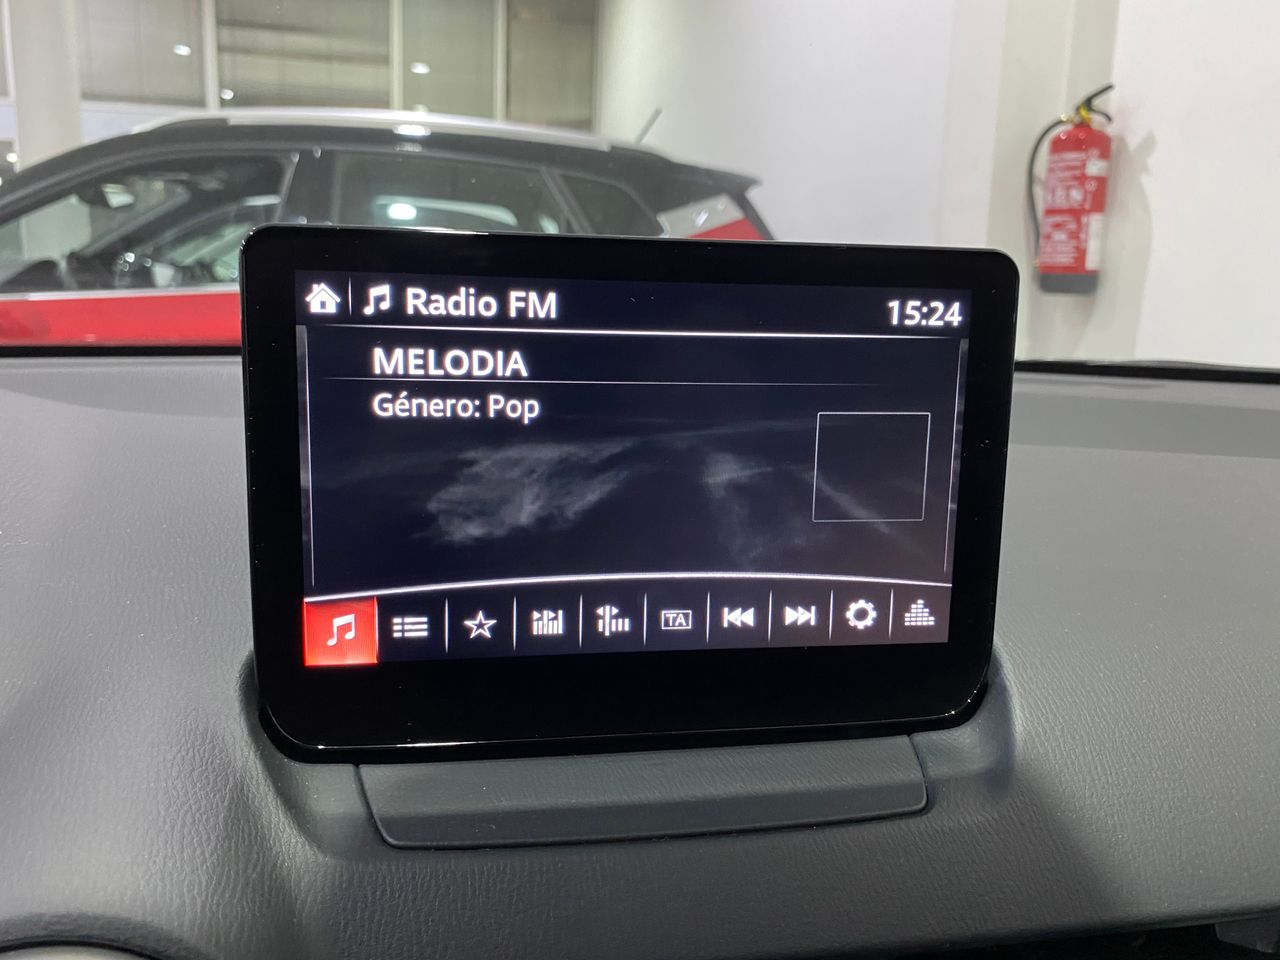 Radio FM
15:24
MELODIA
Género: Pop
TA